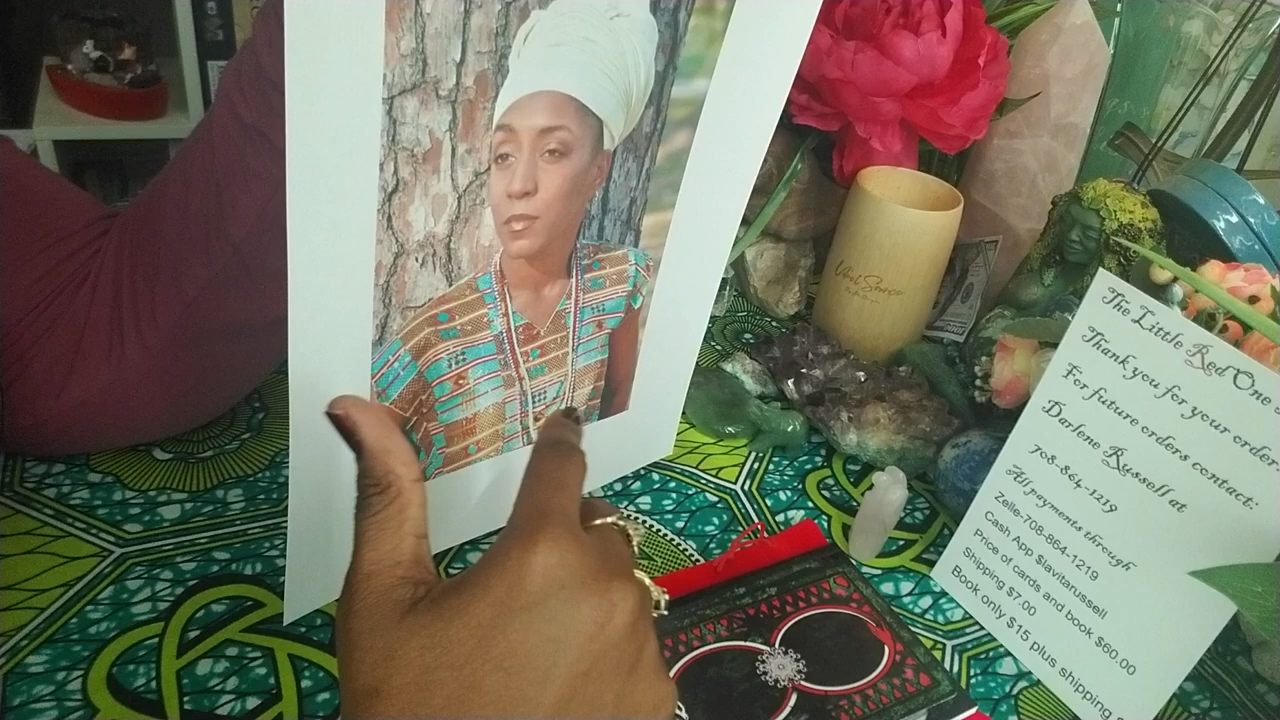 The Little Red One
Thank you for your order
For future orders contact:
Darlene Russell at
708-864-1219
All payments through
Zelle-708-864-1219
Cash App $lavitarussell
Price of cards and book $60.00
Shipping $7.00
Book only $15 plus shipping